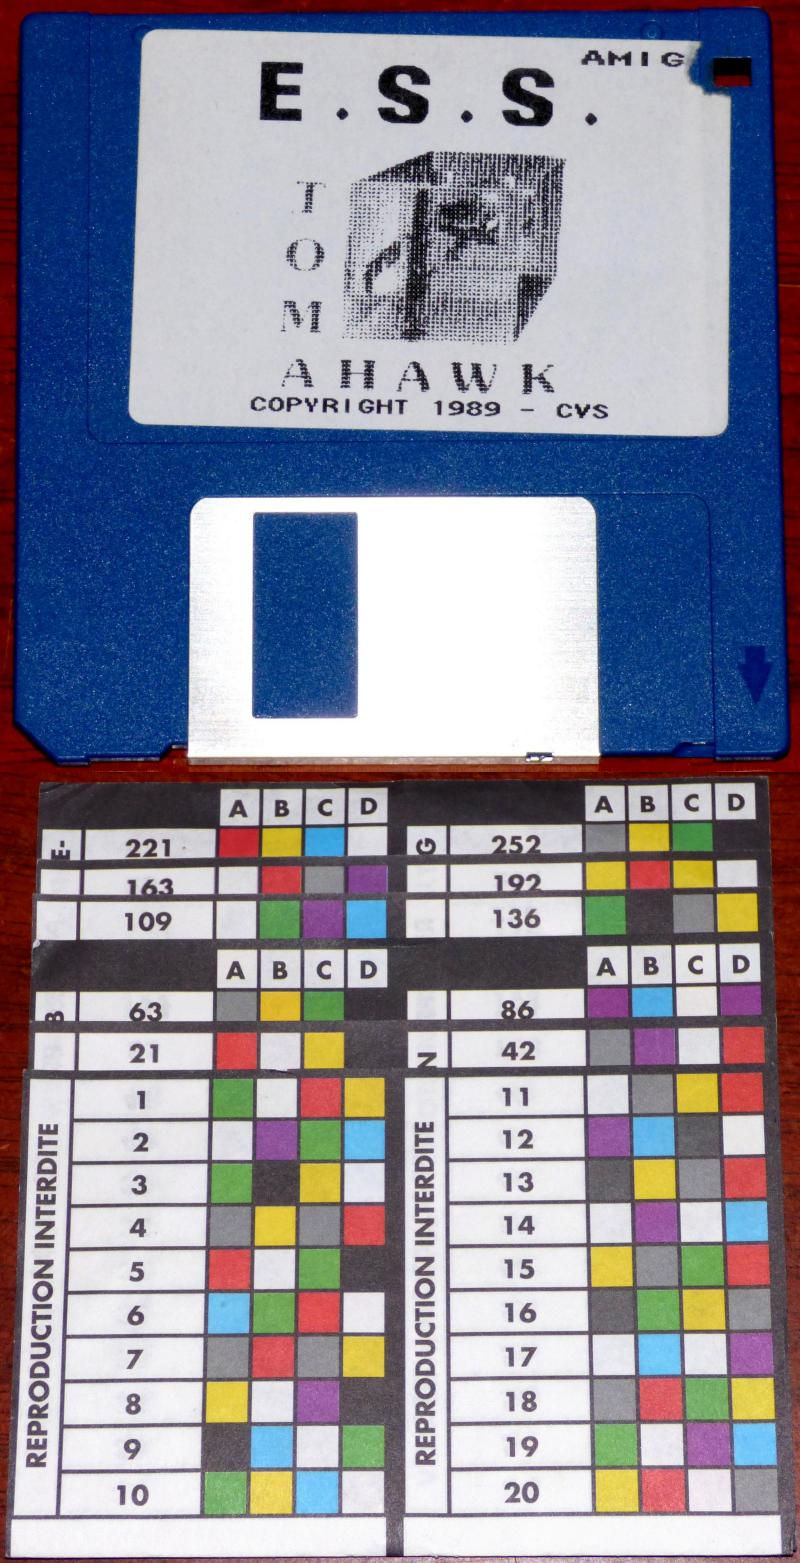 AMIG
E.S.S.
TOM
AHAWK
COPYRIGHT 1989 - CVS
A B C D
221
163
109
A B C D
252
192
136
A B C D
63
21
A B C D
86
42
REPRODUCTION INTERDITE
1
2
3
4
5
6
7
8
9
10
REPRODUCTION INTERDITE
11
12
13
14
15
16
17
18
19
20